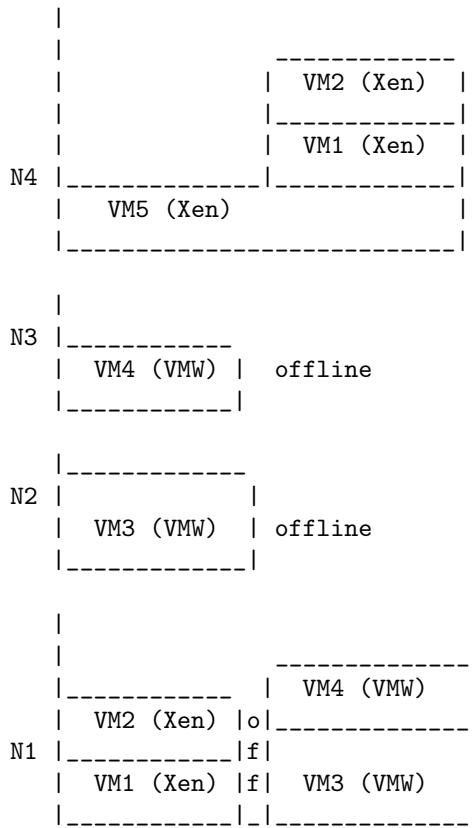 VM2 (Xen)
VM1 (Xen)
N4
VM5 (Xen)
N3
VM4 (VMW) offline
N2
VM3 (VMW) offline
VM4 (VMW)
VM2 (Xen) o
N1 f
VM1 (Xen) f VM3 (VMW)